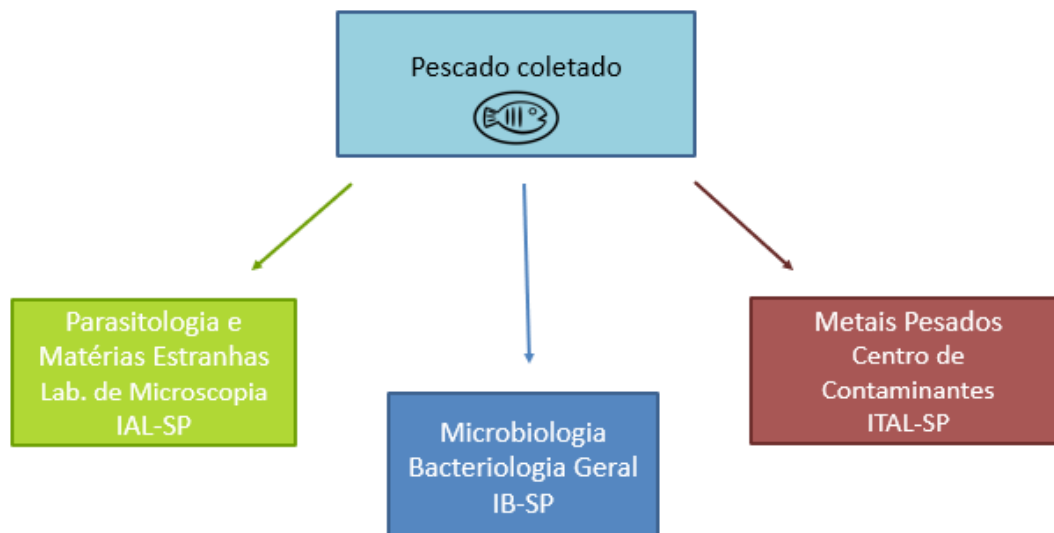 Pescado coletado
Parasitologia e
Matérias Estranhas
Lab. de Microscopia
IAL-SP
Microbiologia
Bacteriologia Geral
IB-SP
Metais Pesados
Centro de
Contaminantes
ITAL-SP